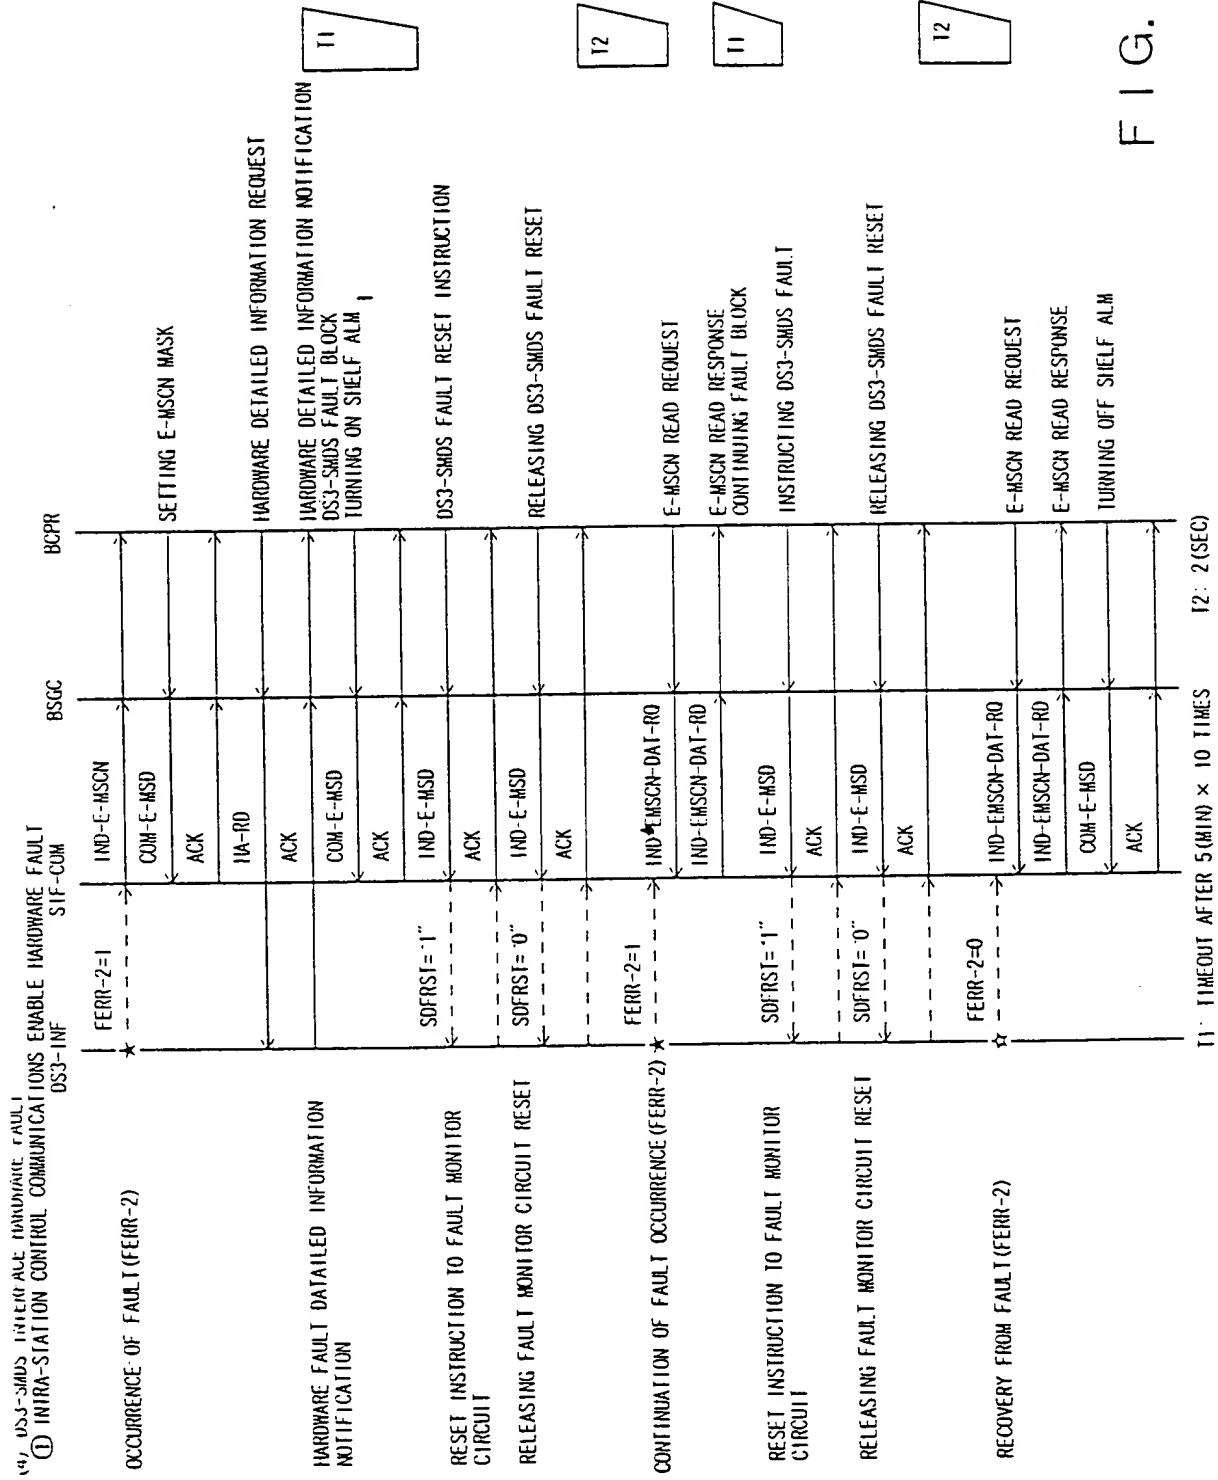 (4) DS3-SMDS INTERFACE HARDWARE FAULT
① INTRA-STATION CONTROL COMMUNICATIONS ENABLE HARDWARE FAULT
DS3-INF SIF-CUM BSGC BCPR
OCCURRENCE OF FAULT(FERR-2)
FERR-2=1
IND-E-MSCN
COM-E-MSD
SETTING E-MSCN MASK
ACK
HA-RD
HARDWARE DETAILED INFORMATION REQUEST
HARDWARE FAULT DATAILED INFORMATION
NOTIFICATION
ACK
HARDWARE DETAILED INFORMATION NOTIFICATION
DS3-SMDS FAULT BLOCK
TURNING ON SHELF ALM
COM-E-MSD
T1
ACK
RESET INSTRUCTION TO FAULT MONITOR
CIRCUIT
SDFRST="1"
IND-E-MSD
DS3-SMDS FAULT RESET INSTRUCTION
ACK
RELEASING FAULT MONITOR CIRCUIT RESET
SDFRST="0"
IND-E-MSD
RELEASING DS3-SMDS FAULT RESET
ACK
T2
CONTINUATION OF FAULT OCCURRENCE(FERR-2)
FERR-2=1
IND-EMSCN-DAT-RQ
E-MSCN READ REQUEST
IND-EMSCN-DAT-RD
E-MSCN READ RESPONSE
CONTINUING FAULT BLOCK
T1
RESET INSTRUCTION TO FAULT MONITOR
CIRCUIT
SDFRST="1"
IND-E-MSD
INSTRUCTING DS3-SMDS FAULT
ACK
RELEASING FAULT MONITOR CIRCUIT RESET
SDFRST="0"
IND-E-MSD
RELEASING DS3-SMDS FAULT RESET
ACK
T2
RECOVERY FROM FAULT(FERR-2)
FERR-2=0
IND-EMSCN-DAT-RQ
E-MSCN READ REQUEST
IND-EMSCN-DAT-RD
E-MSCN READ RESPONSE
COM-E-MSD
TURNING OFF SHELF ALM
ACK
T1: TIMEOUT AFTER 5(MIN) × 10 TIMES T2: 2(SEC)
FIG.